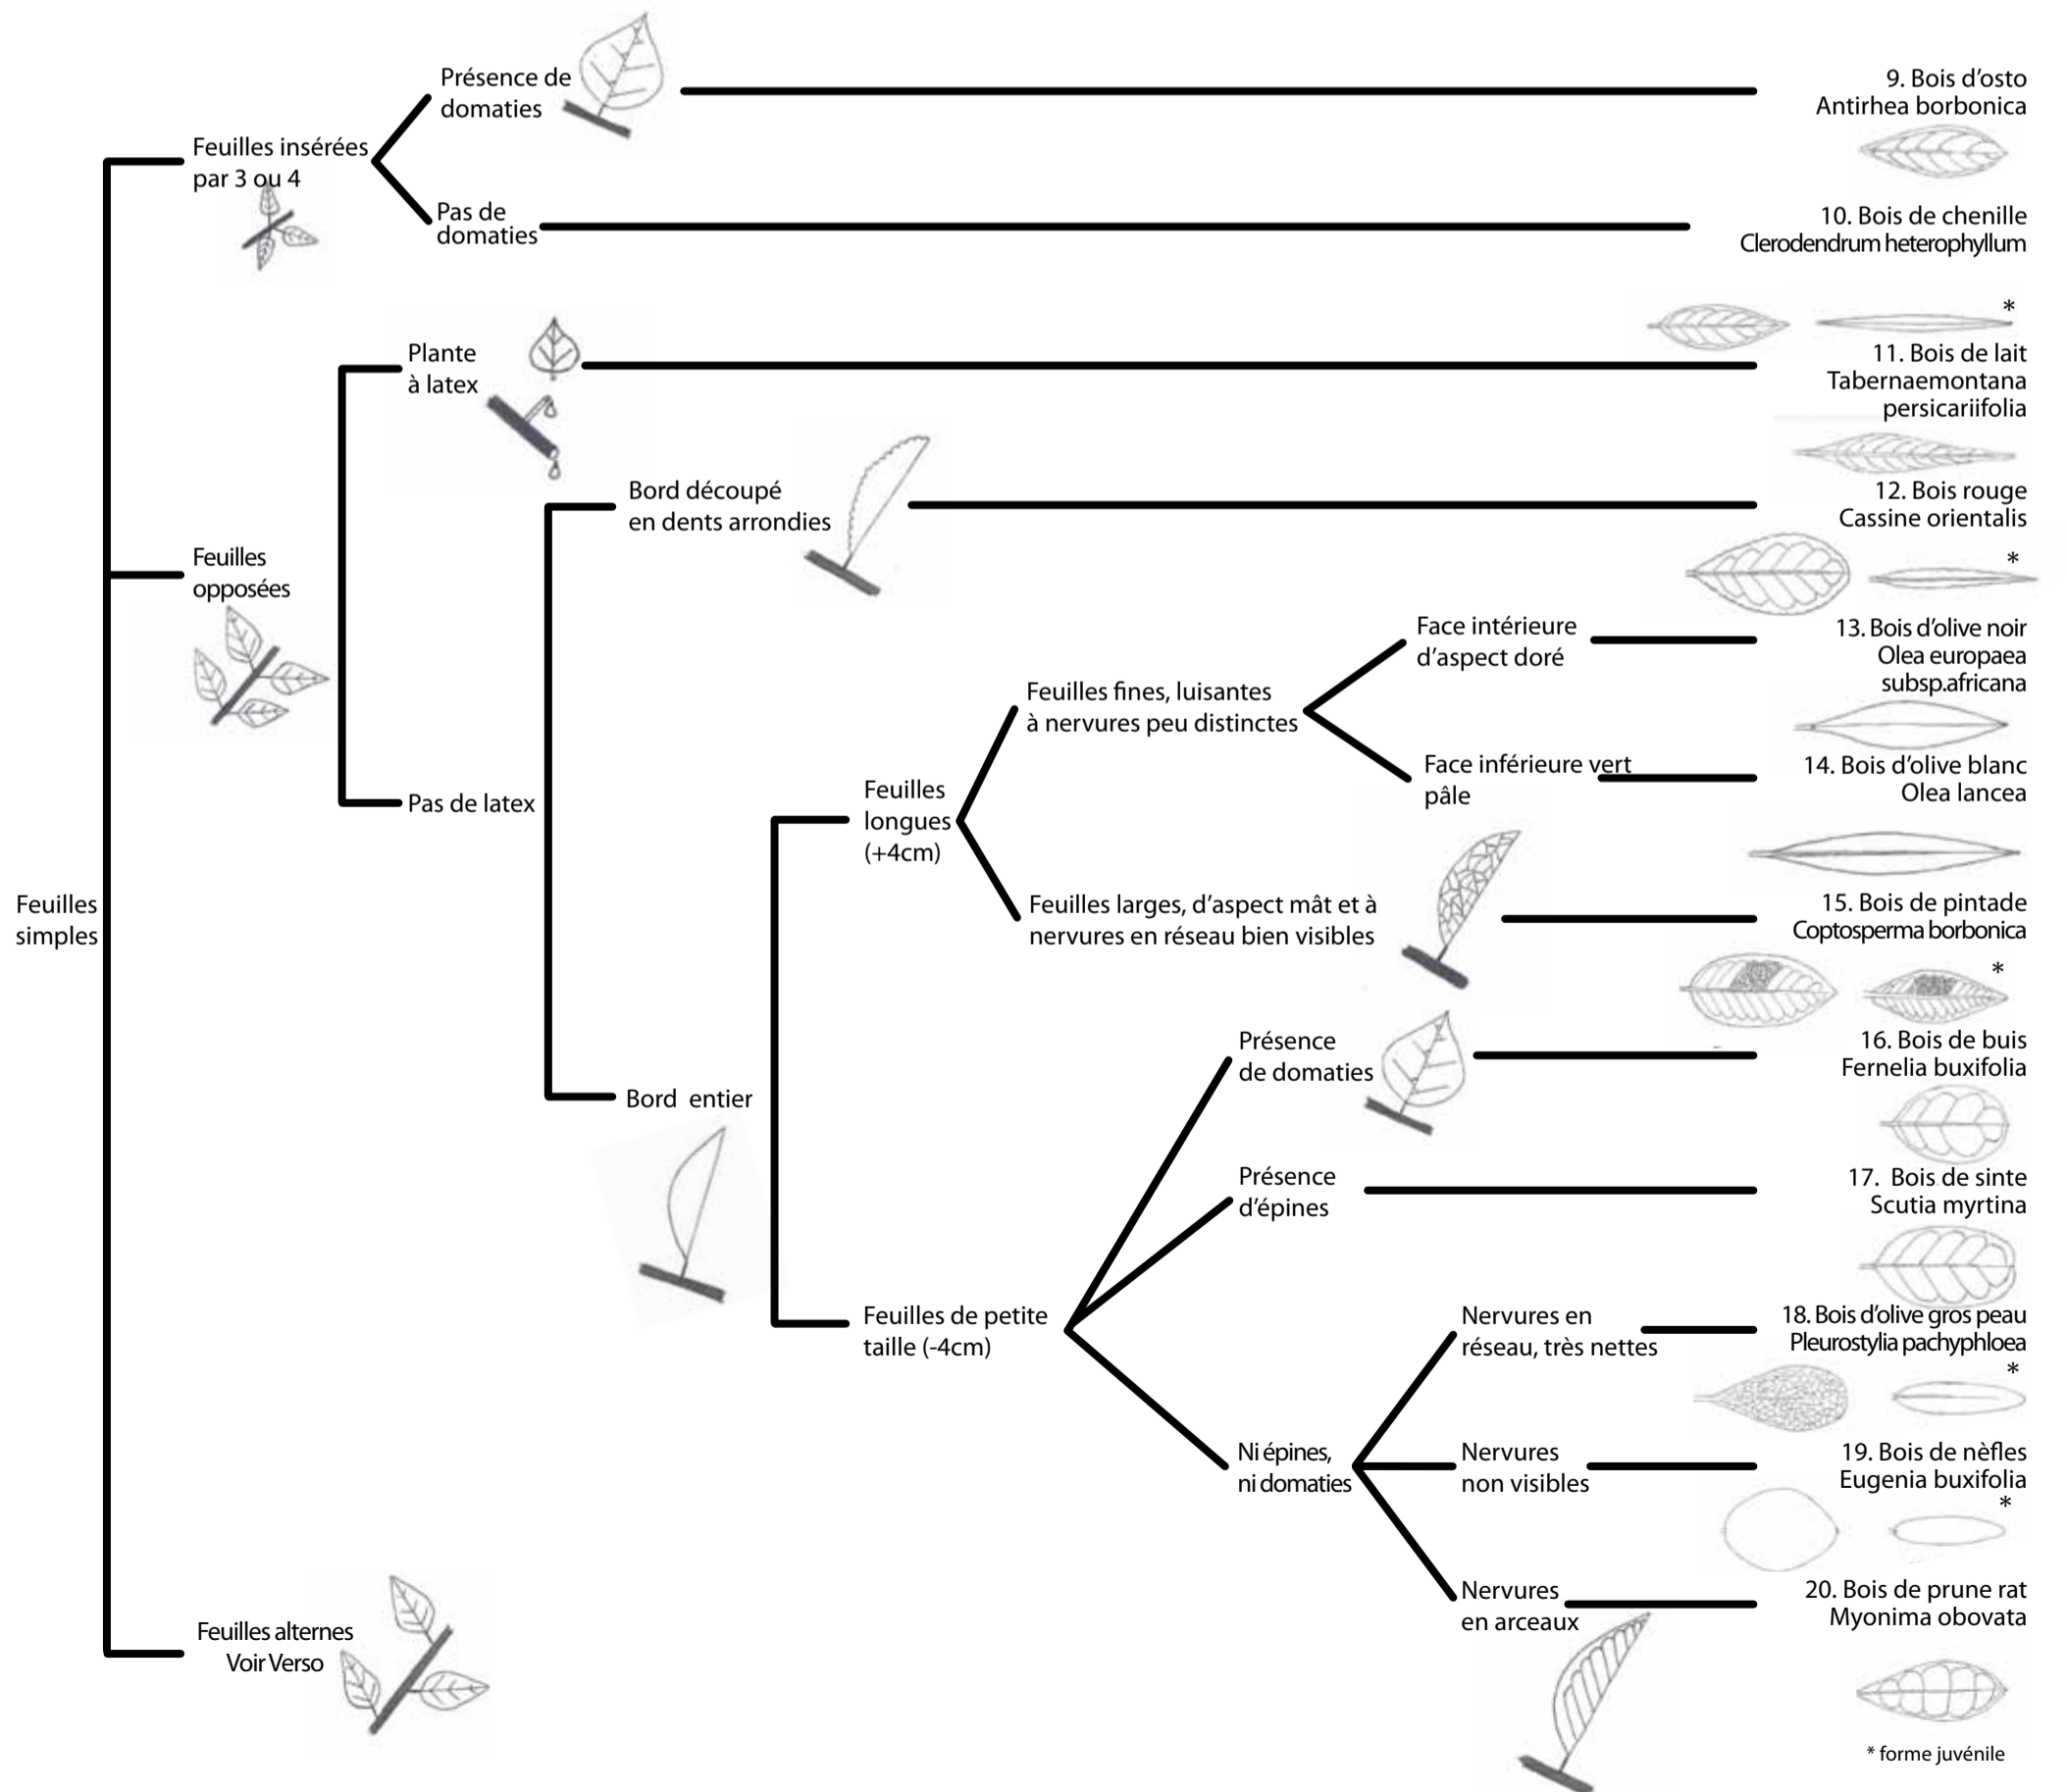 Présence de
domaties
9. Bois d'osto
Antirhea borbonica
Feuilles insérées
par 3 ou 4
Pas de
domaties
10. Bois de chenille
Clerodendrum heterophyllum
*
Plante
à latex
11. Bois de lait
Tabernaemontana
persicariifolia
Bord découpé
en dents arrondies
12. Bois rouge
Cassine orientalis
*
Feuilles
opposées
Face intérieure
d'aspect doré
13. Bois d'olive noir
Olea europaea
subsp.africana
Feuilles fines, luisantes
à nervures peu distinctes
Face inférieure vert
pâle
14. Bois d'olive blanc
Olea lancea
Feuilles
longues
(+4cm)
Pas de latex
Feuilles
simples
Feuilles larges, d'aspect mât et à
nervures en réseau bien visibles
15. Bois de pintade
Coptosperma borbonica
*
Présence
de domaties
16. Bois de buis
Fernelia buxifolia
Bord entier
Présence
d'épines
17. Bois de sinte
Scutia myrtina
Feuilles de petite
taille (-4cm)
Nervures en
réseau, très nettes
18. Bois d'olive gros peau
Pleurostylia pachyphloea
*
Ni épines,
ni domaties
Nervures
non visibles
19. Bois de nèfles
Eugenia buxifolia
*
Nervures
en arceaux
20. Bois de prune rat
Myonima obovata
Feuilles alternes
Voir Verso
* forme juvénile